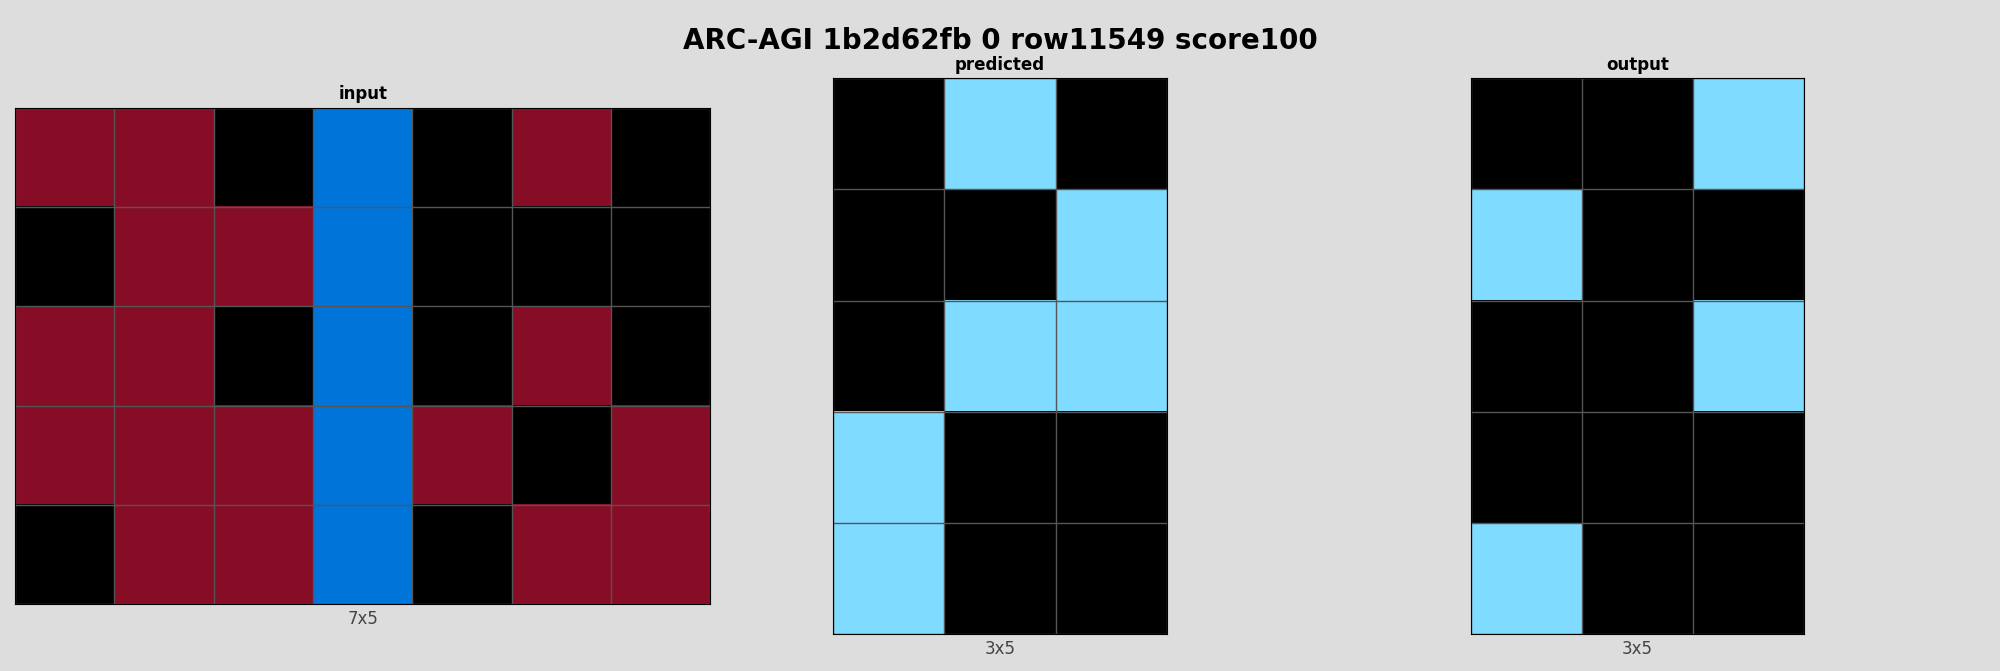 ARC-AGI 1b2d62fb 0 row11549 score100
input
predicted
output
7x5
3x5
3x5